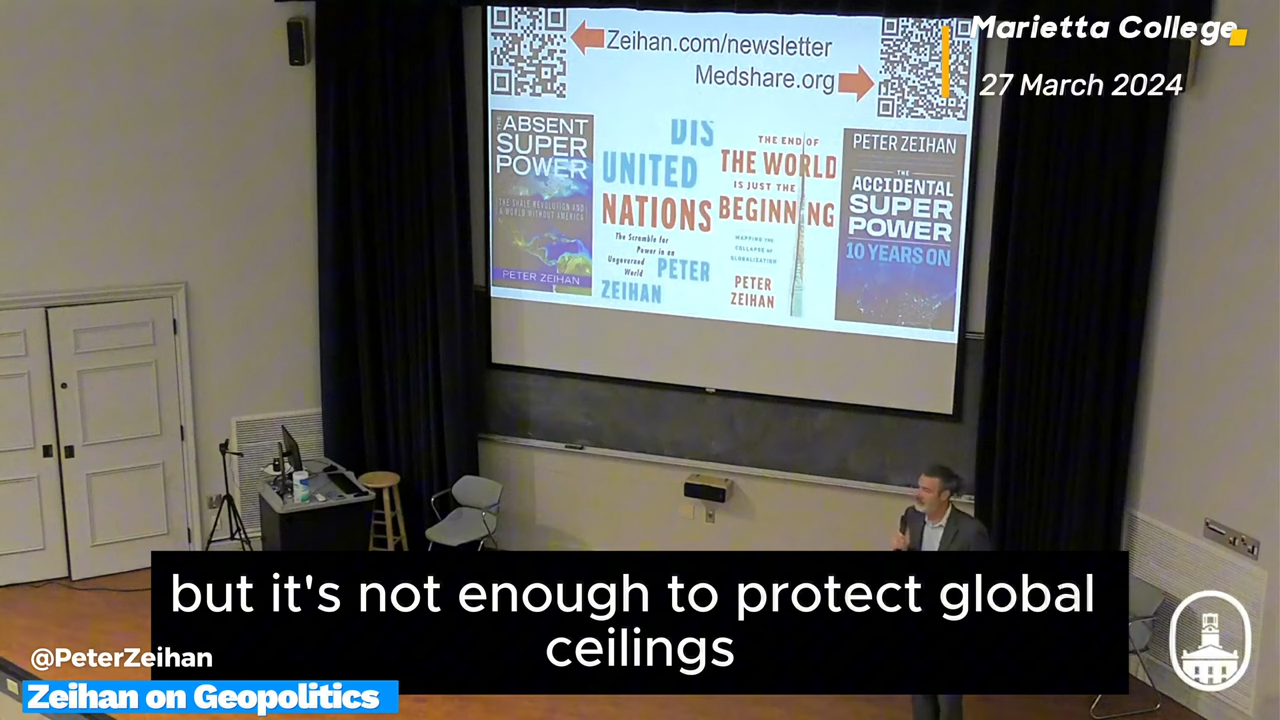 Zeihan.com/newsletter
Medshare.org
Marietta College
27 March 2024
THE
ABSENT
SUPER
POWER
THE SHALE REVOLUTION AND
A WORLD WITHOUT AMERICA
PETER ZEIHAN
DIS
UNITED
NATIONS
The Scramble for
Power in an
Ungoverned
World
PETER
ZEIHAN
THE END OF
THE WORLD
IS JUST THE
BEGINNING
MAPPING THE
COLLAPSE OF
GLOBALIZATION
PETER
ZEIHAN
PETER ZEIHAN
THE
ACCIDENTAL
SUPER
POWER
10 YEARS ON
but it's not enough to protect global
ceilings
@PeterZeihan
Zeihan on Geopolitics